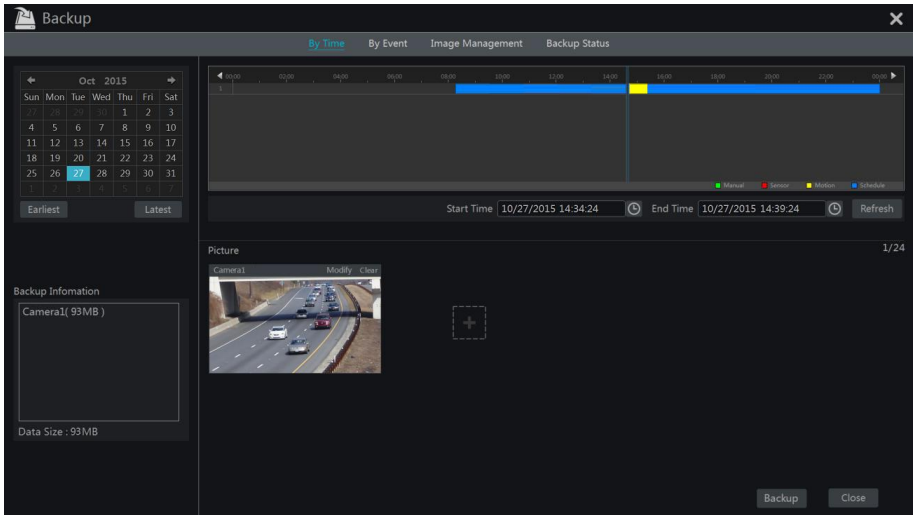 Backup
By Time By Event Image Management Backup Status
Oct 2015
Sun Mon Tue Wed Thu Fri Sat
27 28 29 30 1 2 3
4 5 6 7 8 9 10
11 12 13 14 15 16 17
18 19 20 21 22 23 24
25 26 27 28 29 30 31
1 2 3 4 5 6 7
Earliest Latest
00:00 02:00 04:00 06:00 08:00 10:00 12:00 14:00 16:00 18:00 20:00 22:00 00:00
1
Manual Sensor Motion Schedule
Start Time 10/27/2015 14:34:24 End Time 10/27/2015 14:39:24 Refresh
Picture 1/24
Camera1 Modify Clear
Backup Infomation
Camera1( 93MB )
Data Size : 93MB
Backup Close